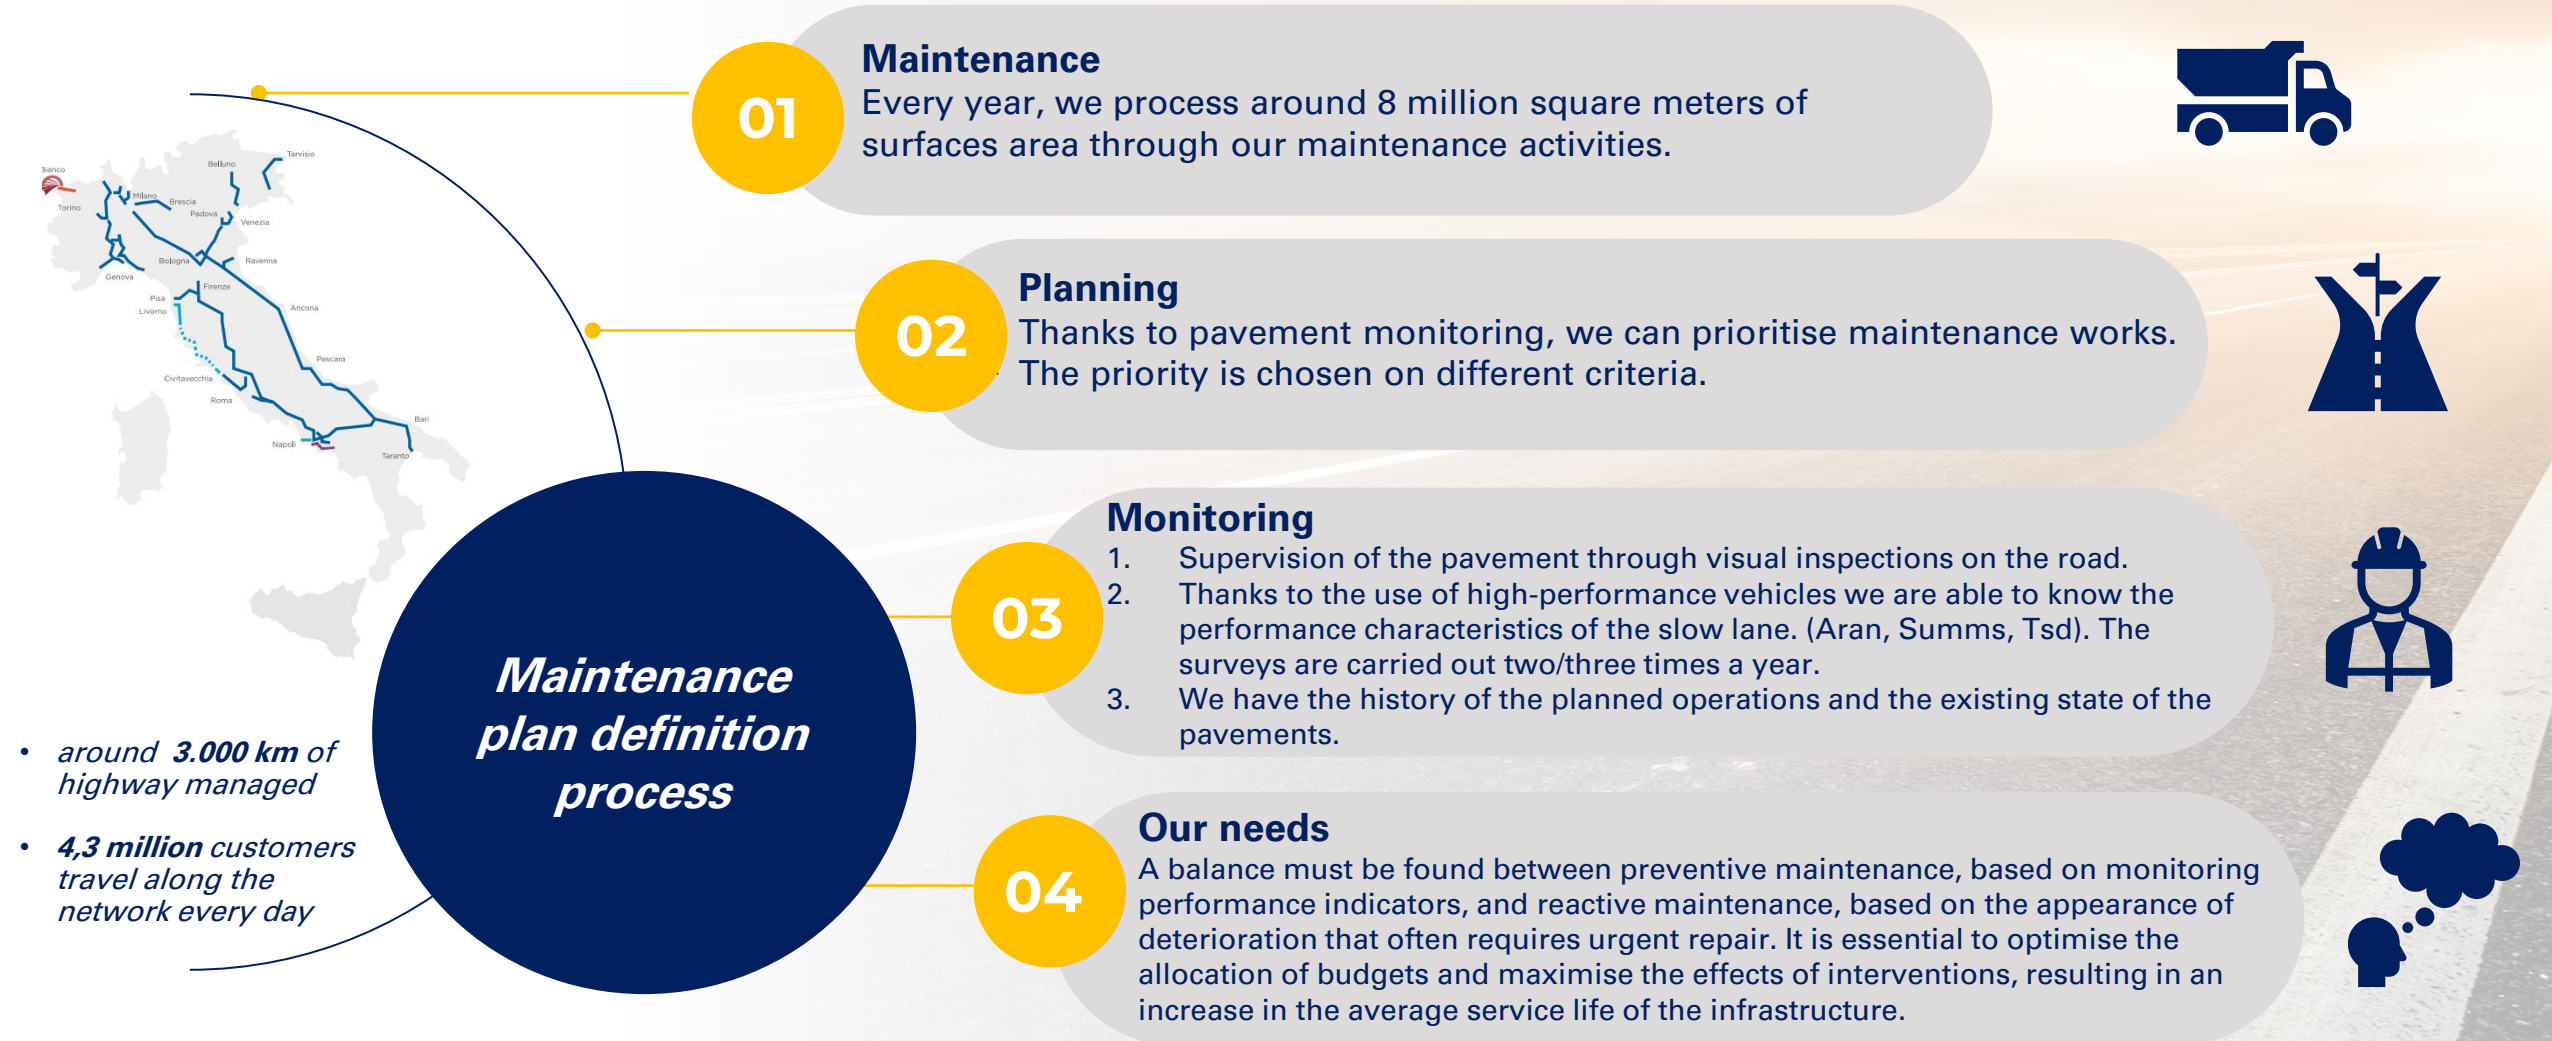 01
Maintenance
Every year, we process around 8 million square meters of
surfaces area through our maintenance activities.
02
Planning
Thanks to pavement monitoring, we can prioritise maintenance works.
The priority is chosen on different criteria.
03
Monitoring
1. Supervision of the pavement through visual inspections on the road.
2. Thanks to the use of high-performance vehicles we are able to know the
performance characteristics of the slow lane. (Aran, Summs, Tsd). The
surveys are carried out two/three times a year.
3. We have the history of the planned operations and the existing state of the
pavements.
04
Our needs
A balance must be found between preventive maintenance, based on monitoring
performance indicators, and reactive maintenance, based on the appearance of
deterioration that often requires urgent repair. It is essential to optimise the
allocation of budgets and maximise the effects of interventions, resulting in an
increase in the average service life of the infrastructure.
Maintenance
plan definition
process
• around 3.000 km of
highway managed
• 4,3 million customers
travel along the
network every day
Tarvisio
Belluno
Bianco
Milano
Brescia
Torino
Padova
Venezia
Bologna
Ravenna
Genova
Firenze
Pisa
Livorno
Ancona
Pescara
Civitavecchia
Roma
Bari
Napoli
Taranto